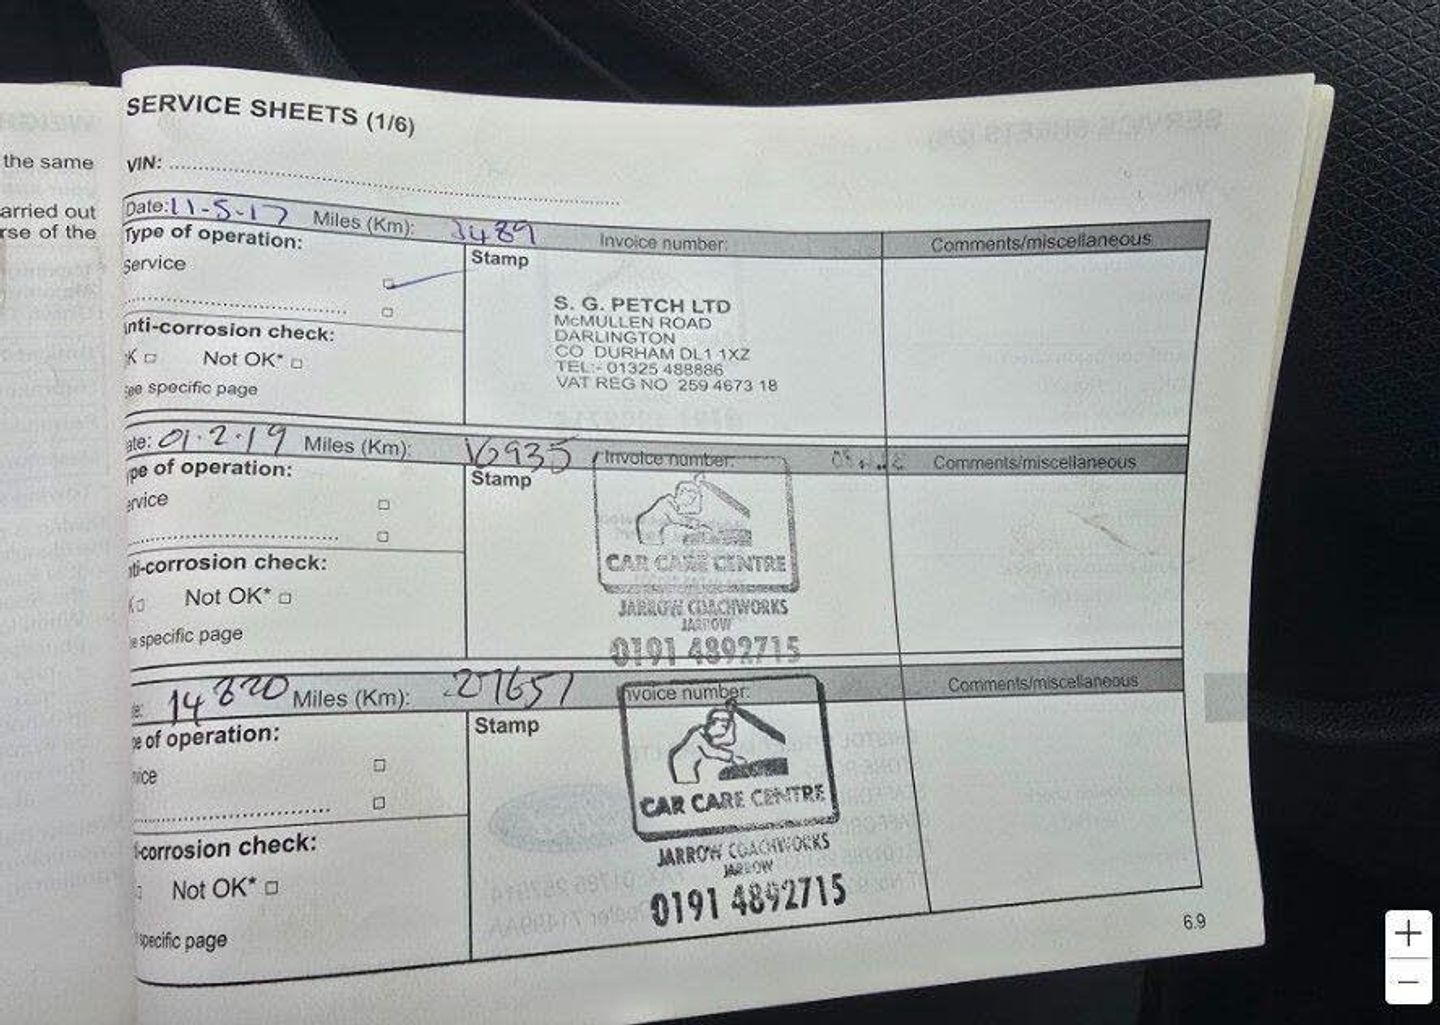 the same
arried out
rse of the
SERVICE SHEETS (1/6)
VIN:
Date: 11-5-17 Miles (Km): 3489 Invoice number: Comments/miscellaneous
Type of operation:
Stamp
Service
S. G. PETCH LTD
McMULLEN ROAD
DARLINGTON
CO DURHAM DL1 1XZ
TEL:- 01325 488886
VAT REG NO 259 4673 18
nti-corrosion check:
K Not OK*
ee specific page
ate: 01.2.19 Miles (Km): 16935 Invoice number: Comments/miscellaneous
ype of operation:
Stamp
ervice
CAR CARE CENTRE
JARROW COACHWORKS
JARROW
0191 4892715
nti-corrosion check:
K Not OK*
e specific page
e: 14 820 Miles (Km): 27657 nvoice number: Comments/miscellaneous
pe of operation:
Stamp
vice
CAR CARE CENTRE
JARROW COACHWORKS
JARROW
0191 4892715
i-corrosion check:
Not OK*
specific page
6.9